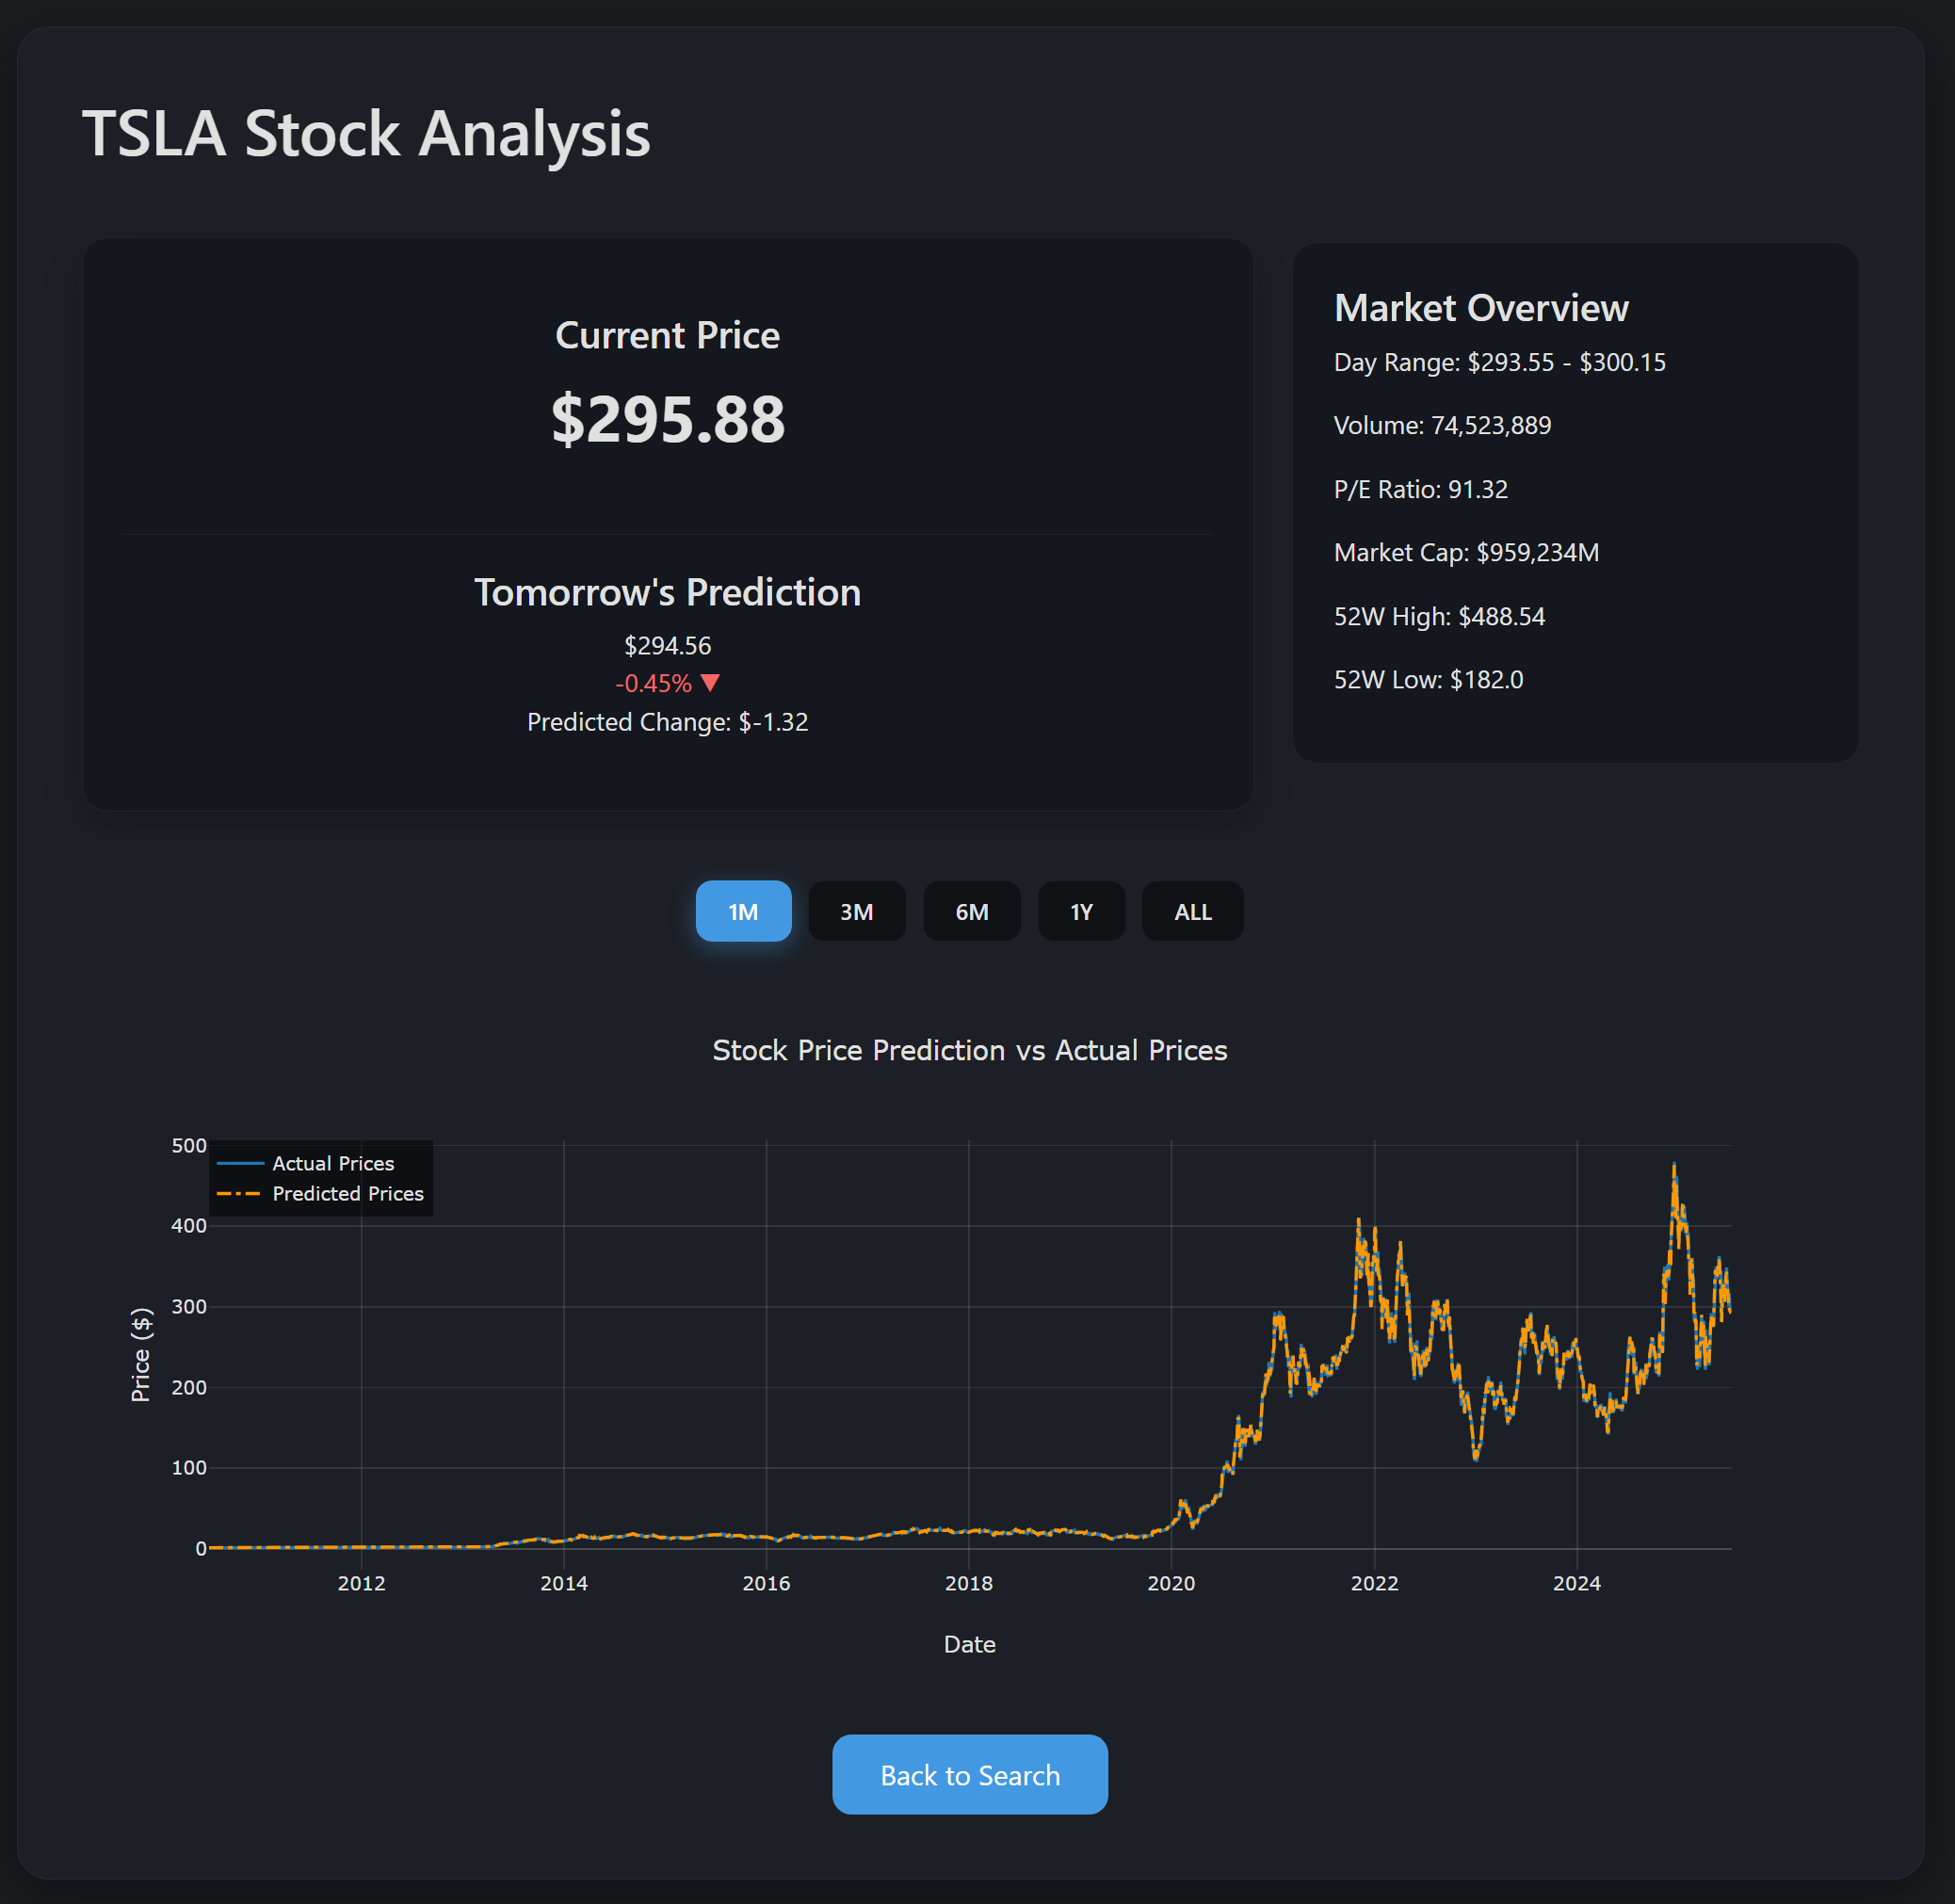 TSLA Stock Analysis
Current Price
$295.88
Tomorrow's Prediction
$294.56
-0.45% ▼
Predicted Change: $-1.32
Market Overview
Day Range: $293.55 - $300.15
Volume: 74,523,889
P/E Ratio: 91.32
Market Cap: $959,234M
52W High: $488.54
52W Low: $182.0
1M 3M 6M 1Y ALL
Stock Price Prediction vs Actual Prices
Actual Prices
Predicted Prices
500
400
300
200
100
0
Price ($)
2012 2014 2016 2018 2020 2022 2024
Date
Back to Search